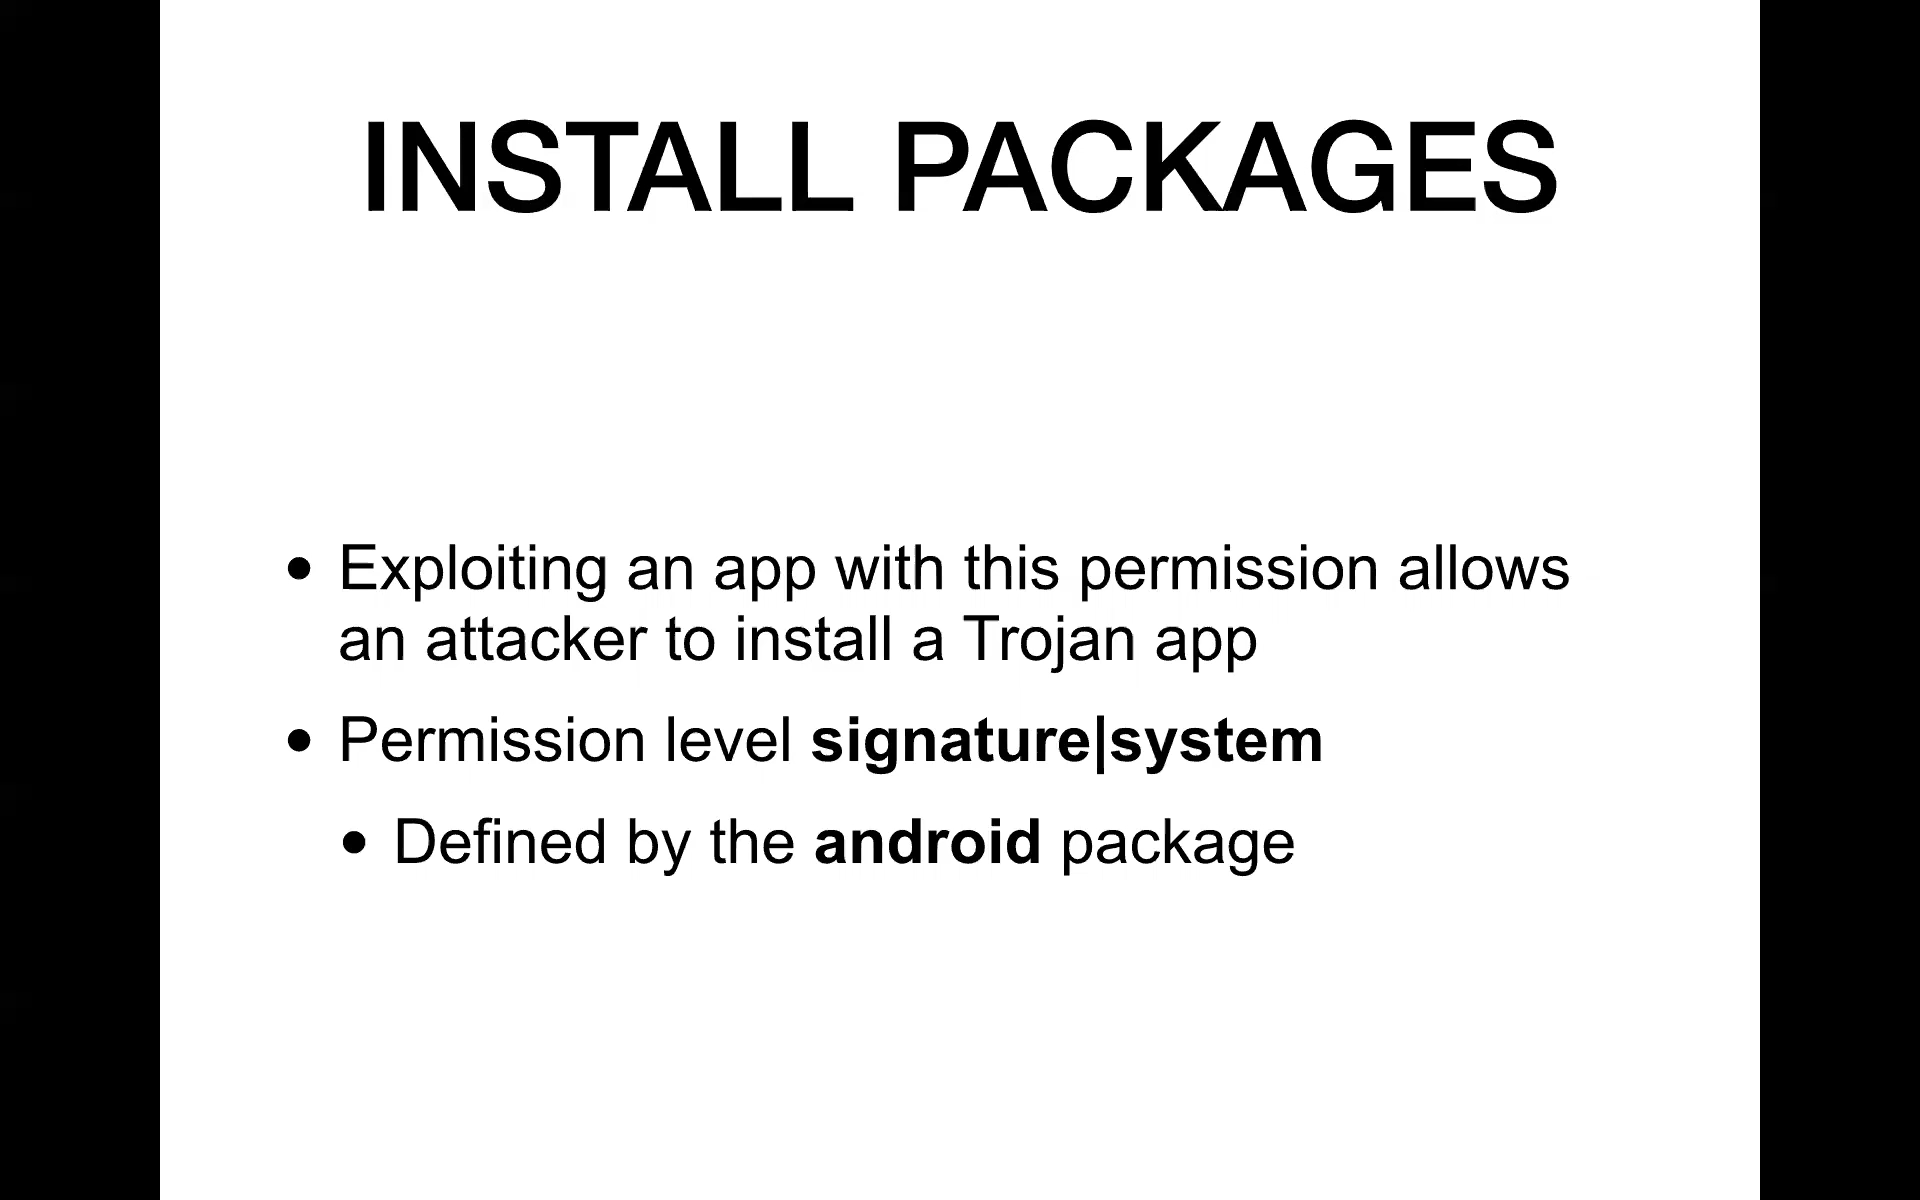 INSTALL PACKAGES
• Exploiting an app with this permission allows
an attacker to install a Trojan app
• Permission level signature|system
• Defined by the android package